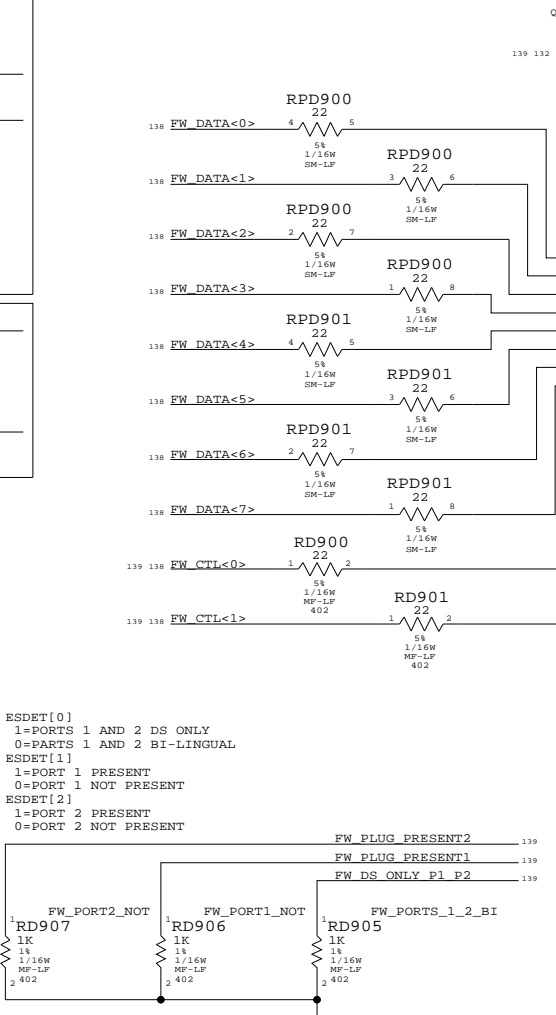 Q
139 132
RPD900
22
138 FW_DATA<0> 4 5
5%
1/16W
SM-LF
RPD900
22
138 FW_DATA<1> 3 6
5%
1/16W
SM-LF
RPD900
22
138 FW_DATA<2> 2 7
5%
1/16W
SM-LF
RPD900
22
138 FW_DATA<3> 1 8
5%
1/16W
SM-LF
RPD901
22
138 FW_DATA<4> 4 5
5%
1/16W
SM-LF
RPD901
22
138 FW_DATA<5> 3 6
5%
1/16W
SM-LF
RPD901
22
138 FW_DATA<6> 2 7
5%
1/16W
SM-LF
RPD901
22
138 FW_DATA<7> 1 8
5%
1/16W
SM-LF
RD900
22
139 138 FW_CTL<0> 1 2
5%
1/16W
MF-LF
402
RD901
22
139 138 FW_CTL<1> 1 2
5%
1/16W
MF-LF
402
ESDET[0]
1=PORTS 1 AND 2 DS ONLY
0=PARTS 1 AND 2 BI-LINGUAL
ESDET[1]
1=PORT 1 PRESENT
0=PORT 1 NOT PRESENT
ESDET[2]
1=PORT 2 PRESENT
0=PORT 2 NOT PRESENT
FW_PLUG_PRESENT2 139
FW_PLUG_PRESENT1 139
FW_DS_ONLY_P1_P2 139
FW_PORT2_NOT
1
RD907
1K
1%
1/16W
MF-LF
2 402
FW_PORT1_NOT
1
RD906
1K
1%
1/16W
MF-LF
2 402
FW_PORTS_1_2_BI
1
RD905
1K
1%
1/16W
MF-LF
2 402